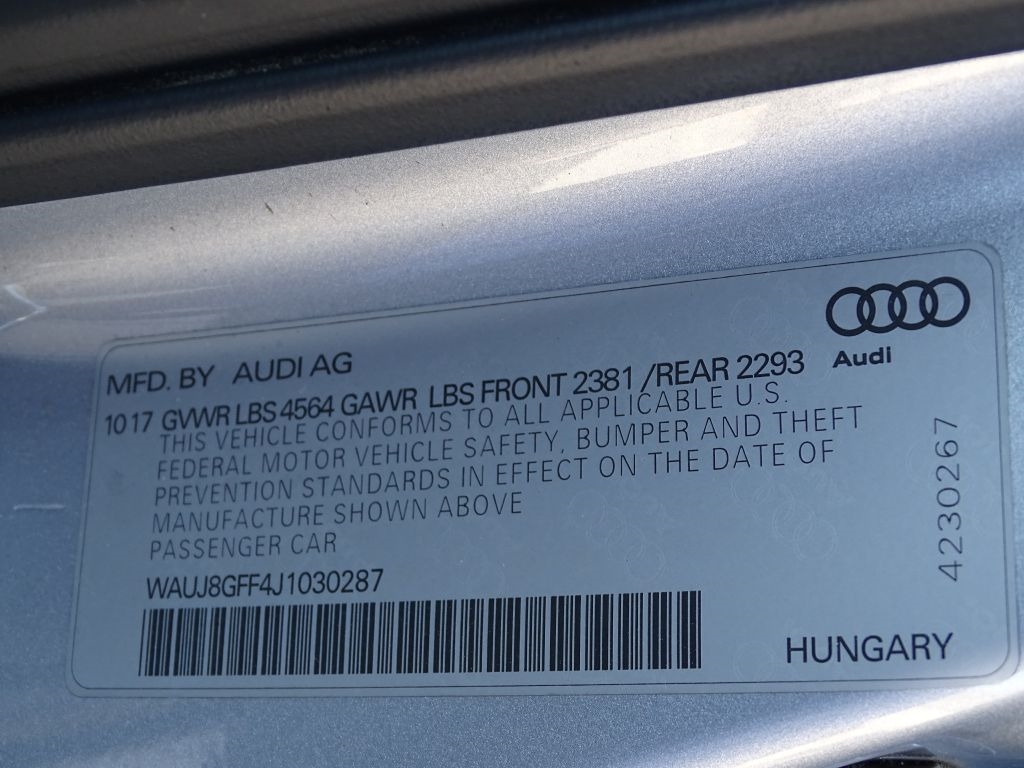 Audi
MFD. BY AUDI AG
1017 GVWR LBS 4564 GAWR LBS FRONT 2381 /REAR 2293
THIS VEHICLE CONFORMS TO ALL APPLICABLE U.S.
FEDERAL MOTOR VEHICLE SAFETY, BUMPER AND THEFT
PREVENTION STANDARDS IN EFFECT ON THE DATE OF
MANUFACTURE SHOWN ABOVE
PASSENGER CAR
WAUJ8GFF4J1030287
HUNGARY
4230267